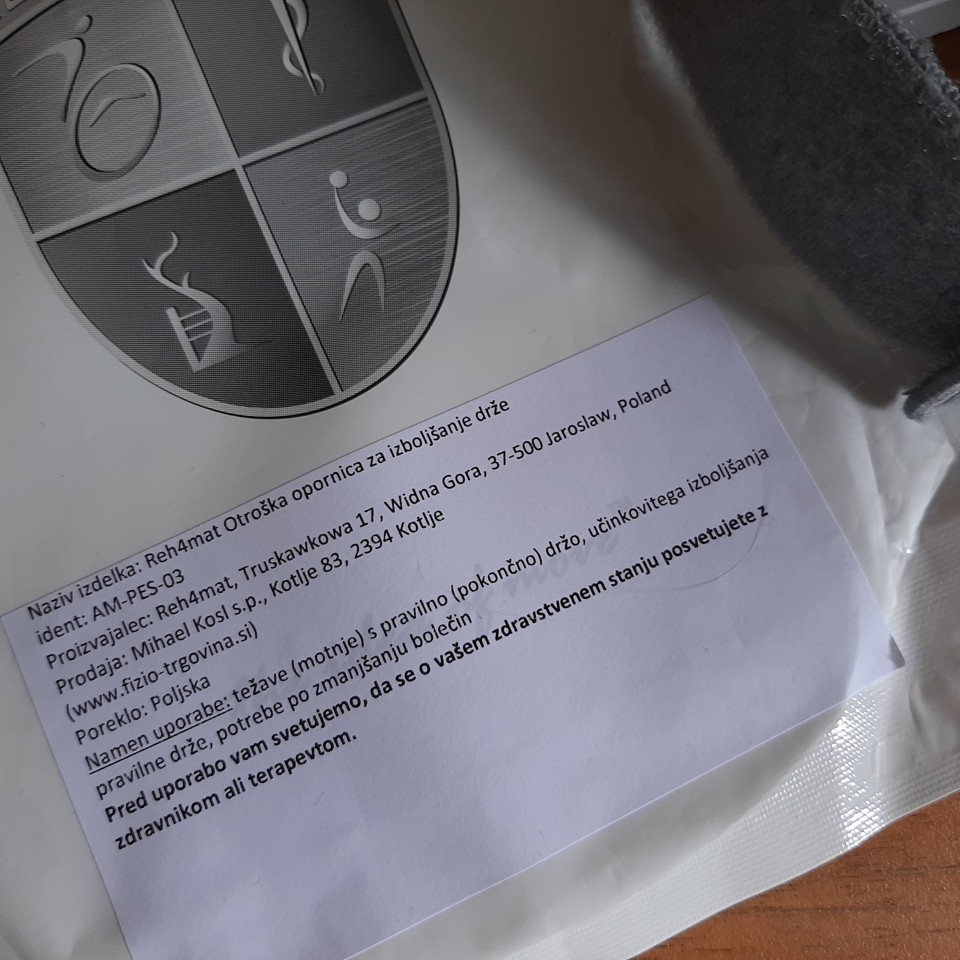 Naziv izdelka: Reh4mat Otroška opornica za izboljšanje drže
ident: AM-PES-03
Proizvajalec: Reh4mat, Truskawkowa 17, Widna Gora, 37-500 Jaroslaw, Poland
Prodaja: Mihael Kosl s.p., Kotlje 83, 2394 Kotlje
(www.fizio-trgovina.si)
Poreklo: Poljska
Namen uporabe: težave (motnje) s pravilno (pokončno) držo, učinkovitega izboljšanja
pravilne drže, potrebe po zmanjšanju bolečin
Pred uporabo vam svetujemo, da se o vašem zdravstvenem stanju posvetujete z
zdravnikom ali terapevtom.